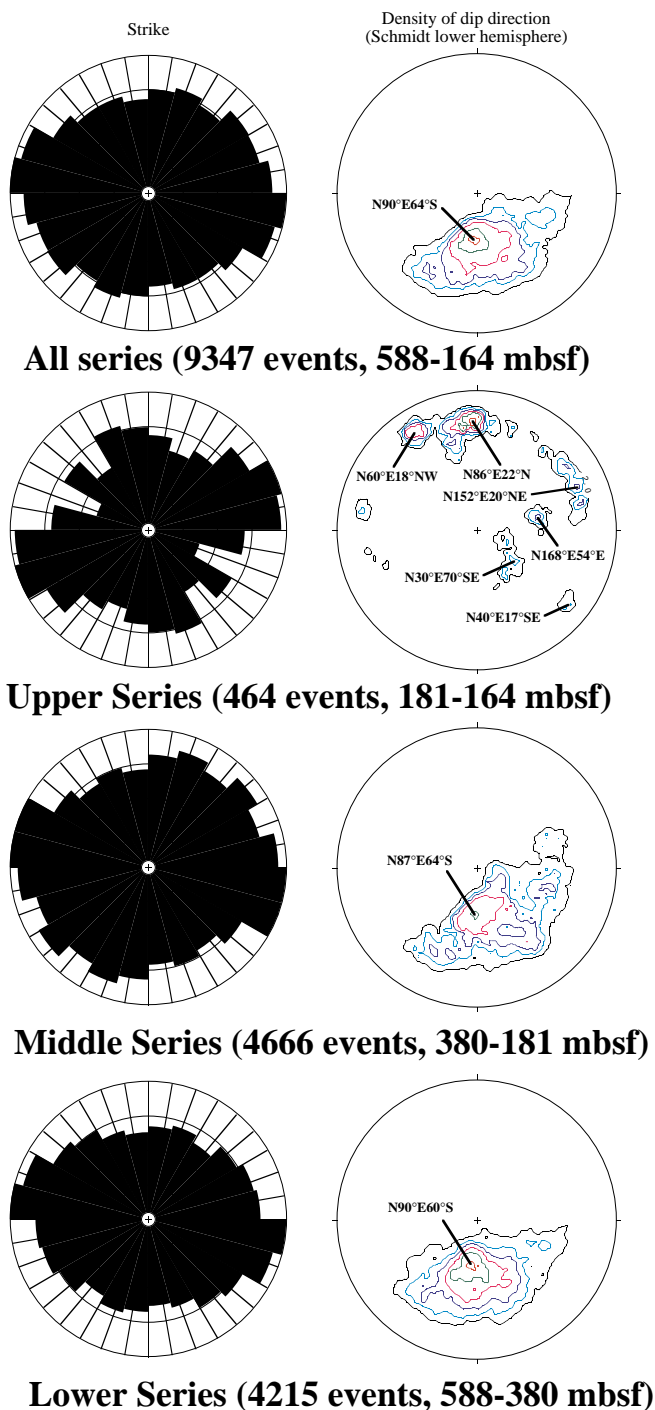 Strike
Density of dip direction
(Schmidt lower hemisphere)
N90°E64°S
All series (9347 events, 588-164 mbsf)
N60°E18°NW
N86°E22°N
N152°E20°NE
N168°E54°E
N30°E70°SE
N40°E17°SE
Upper Series (464 events, 181-164 mbsf)
N87°E64°S
Middle Series (4666 events, 380-181 mbsf)
N90°E60°S
Lower Series (4215 events, 588-380 mbsf)